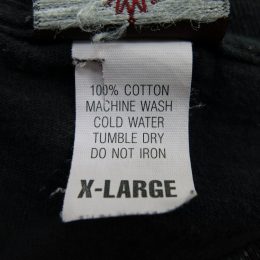 100% COTTON
MACHINE WASH
COLD WATER
TUMBLE DRY
DO NOT IRON
X-LARGE